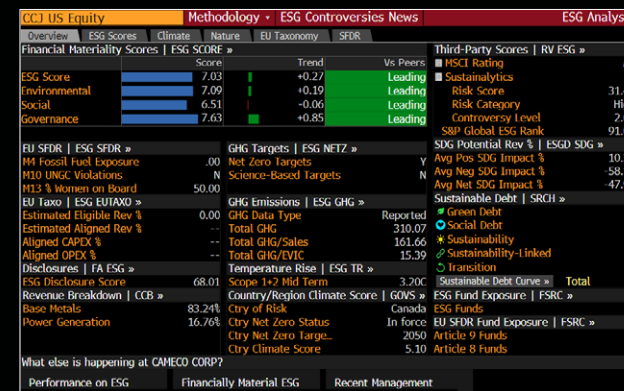 CCJ US Equity Methodology ESG Controversies News ESG Analys
Overview ESG Scores Climate Nature EU Taxonomy SFDR
Financial Materiality Scores | ESG SCORE »
Score Trend Vs Peers
ESG Score 7.03 +0.27 Leading
Environmental 7.09 +0.19 Leading
Social 6.51 -0.06 Leading
Governance 7.63 +0.85 Leading
Third-Party Scores | RV ESG »
MSCI Rating
Sustainalytics
Risk Score 31.
Risk Category Hi
Controversy Level 2.
S&P Global ESG Rank 91.
EU SFDR | ESG SFDR »
M4 Fossil Fuel Exposure .00
M10 UNGC Violations N
M13 % Women on Board 50.00
GHG Targets | ESG NETZ »
Net Zero Targets Y
Science-Based Targets N
SDG Potential Rev % | ESGD SDG »
Avg Pos SDG Impact % 10.
Avg Neg SDG Impact % -58.
Avg Net SDG Impact % -47.
EU Taxo | ESG EUTAXO »
Estimated Eligible Rev % 0.00
Estimated Aligned Rev % --
Aligned CAPEX % --
Aligned OPEX % --
GHG Emissions | ESG GHG »
GHG Data Type Reported
Total GHG 310.07
Total GHG/Sales 161.66
Total GHG/EVIC 15.39
Sustainable Debt | SRCH »
Green Debt
Social Debt
Sustainability
Sustainability-Linked
Transition
Sustainable Debt Curve » Total
Disclosures | FA ESG »
ESG Disclosure Score 68.01
Temperature Rise | ESG TR »
Scope 1+2 Mid Term 3.20C
Revenue Breakdown | CCB »
Base Metals 83.24%
Power Generation 16.76%
Country/Region Climate Score | GOVS »
Ctry of Risk Canada
Ctry Net Zero Status In force
Ctry Net Zero Targe... 2050
Ctry Climate Score 5.10
ESG Fund Exposure | FSRC »
ESG Funds
EU SFDR Fund Exposure | FSRC »
Article 9 Funds
Article 8 Funds
What else is happening at CAMECO CORP?
Performance on ESG Financially Material ESG Recent Management